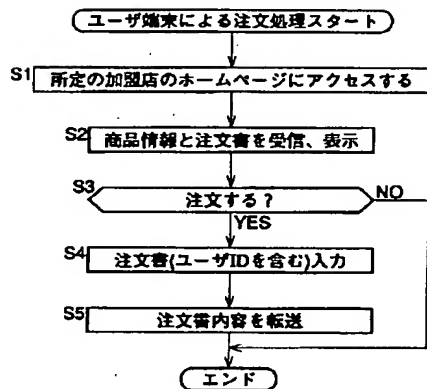 ユーザ端末による注文処理スタート
S1 所定の加盟店のホームページにアクセスする
S2 商品情報と注文書を受信、表示
S3 注文する? NO
YES
S4 注文書(ユーザIDを含む)入力
S5 注文書内容を転送
エンド